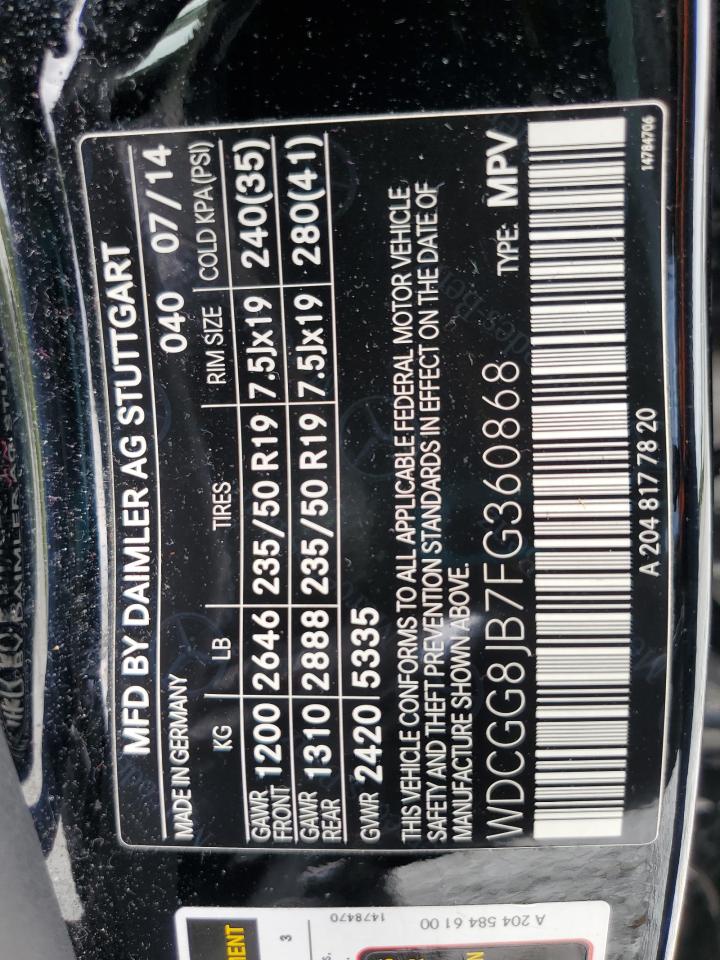 MFD BY DAIMLER AG STUTTGART
MADE IN GERMANY 040 07/14
KG LB TIRES RIM SIZE COLD KPA (PSI)
GAWR FRONT 1200 2646 235/50 R19 7.5Jx19 240(35)
GAWR REAR 1310 2888 235/50 R19 7.5Jx19 280(41)
GVWR 2420 5335
THIS VEHICLE CONFORMS TO ALL APPLICABLE FEDERAL MOTOR VEHICLE
SAFETY AND THEFT PREVENTION STANDARDS IN EFFECT ON THE DATE OF
MANUFACTURE SHOWN ABOVE.
WDCGG8JB7FG360868 TYPE: MPV
A 204 817 78 20 14784706
A 204 584 61 00
1478470
3